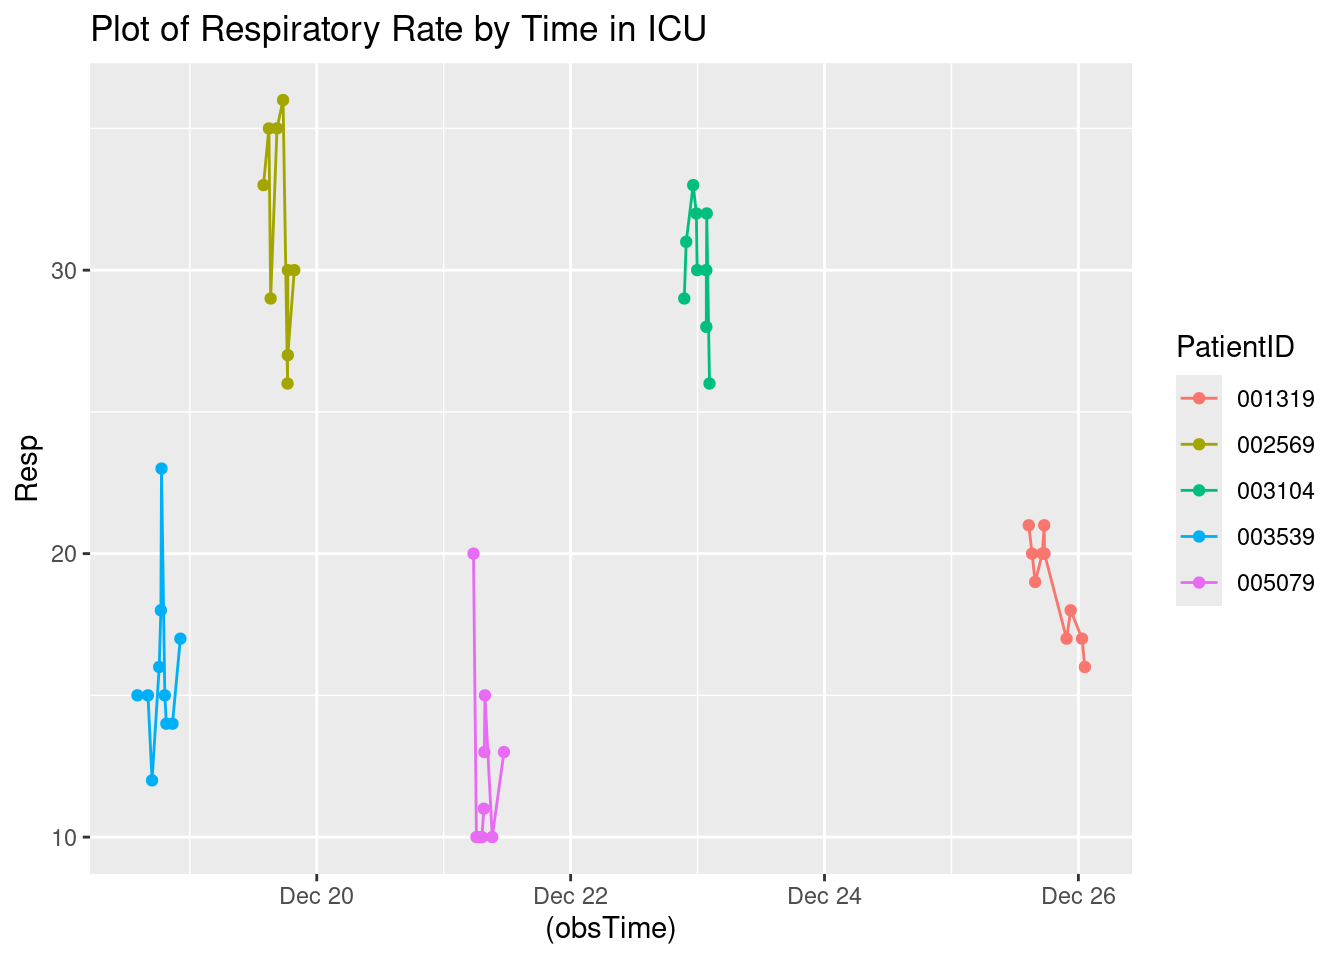 Plot of Respiratory Rate by Time in ICU
Resp
30
20
10
Dec 20
Dec 22
Dec 24
Dec 26
(obsTime)
PatientID
001319
002569
003104
003539
005079